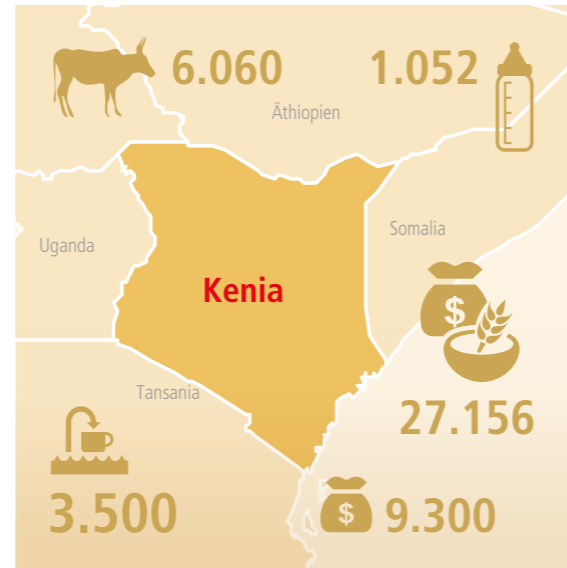 6.060
1.052
Äthiopien
Uganda
Somalia
Kenia
$
Tansania
27.156
3.500
$
9.300